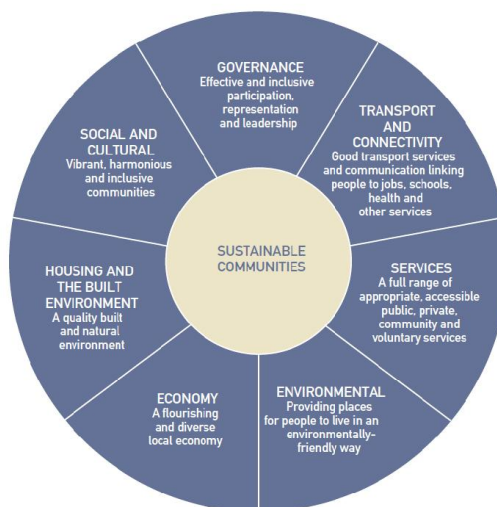 GOVERNANCE
Effective and inclusive
participation,
representation
and leadership
TRANSPORT
AND
CONNECTIVITY
Good transport services
and communication linking
people to jobs, schools,
health and
other services
SERVICES
A full range of
appropriate, accessible
public, private,
community and
voluntary services
ENVIRONMENTAL
Providing places
for people to live in an
environmentally-
friendly way
ECONOMY
A flourishing
and diverse
local economy
HOUSING AND
THE BUILT
ENVIRONMENT
A quality built
and natural
environment
SOCIAL AND
CULTURAL
Vibrant, harmonious
and inclusive
communities
SUSTAINABLE
COMMUNITIES